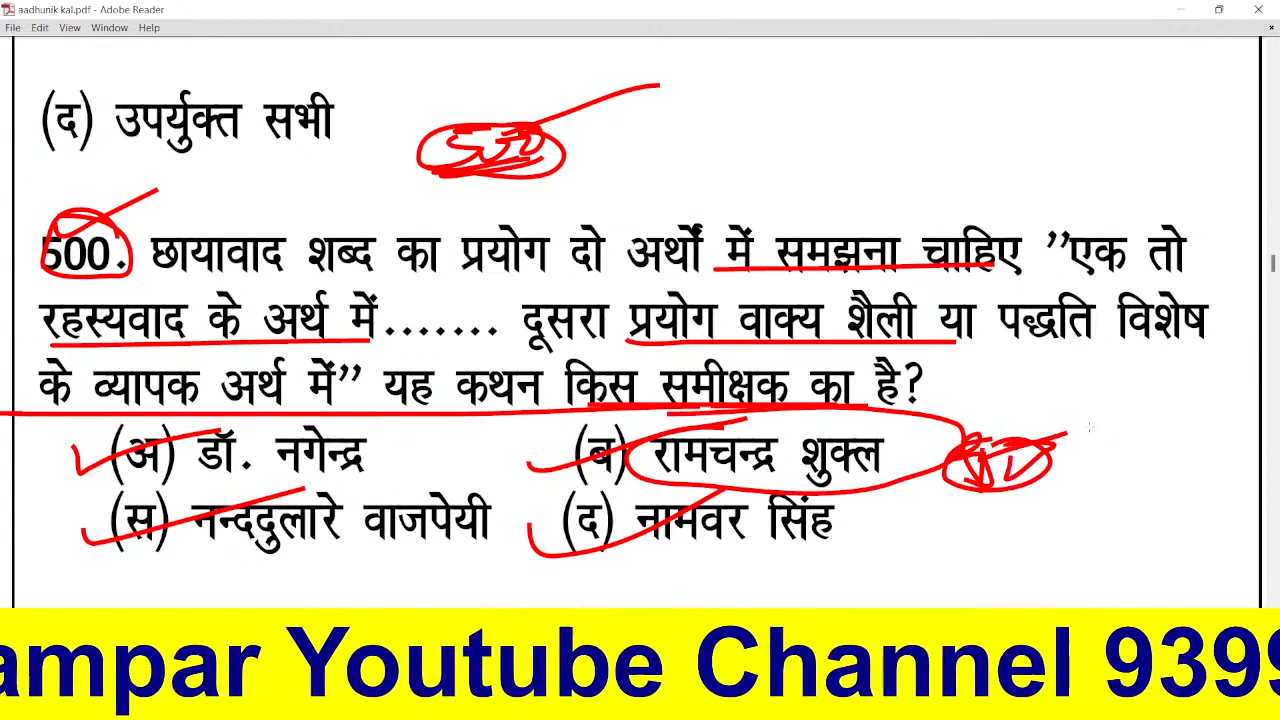 aadhunik kal.pdf - Adobe Reader
File Edit View Window Help
(द) उपर्युक्त सभी
500. छायावाद शब्द का प्रयोग दो अर्थों में समझना चाहिए ''एक तो
रहस्यवाद के अर्थ में....... दूसरा प्रयोग वाक्य शैली या पद्धति विशेष
के व्यापक अर्थ में'' यह कथन किस समीक्षक का है?
(अ) डॉ. नगेन्द्र (ब) रामचन्द्र शुक्ल
(स) नन्ददुलारे वाजपेयी (द) नामवर सिंह
ampar Youtube Channel 9399